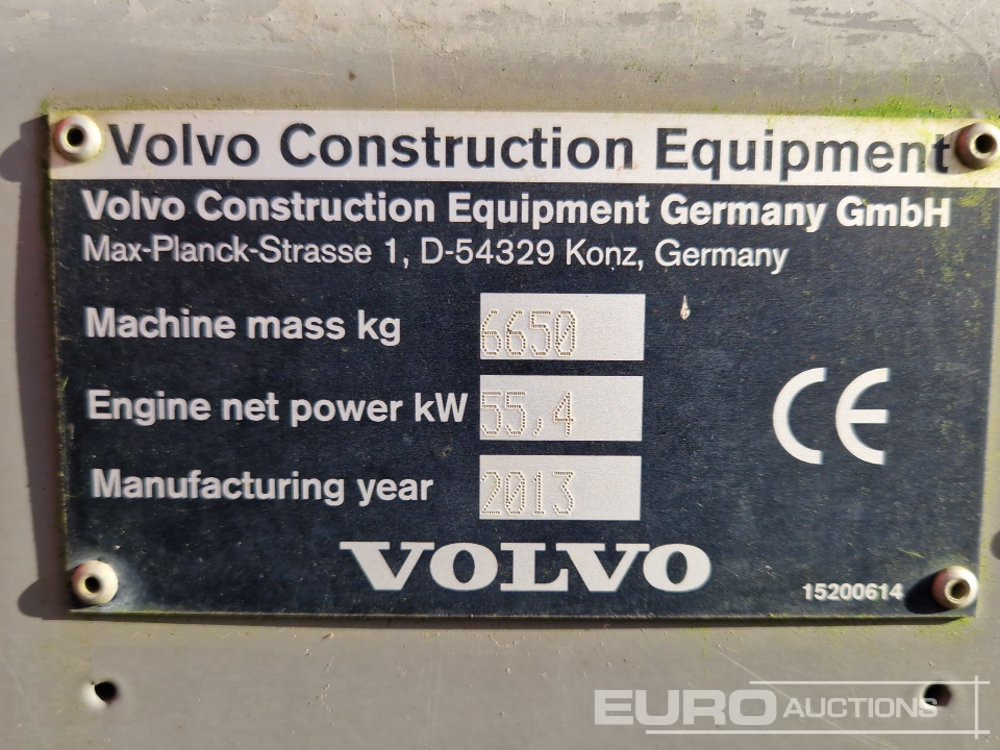 Volvo Construction Equipment
Volvo Construction Equipment Germany GmbH
Max-Planck-Strasse 1, D-54329 Konz, Germany
Machine mass kg 6650
Engine net power kW 55,4
Manufacturing year 2013
CE
VOLVO
15200614
EURO AUCTIONS